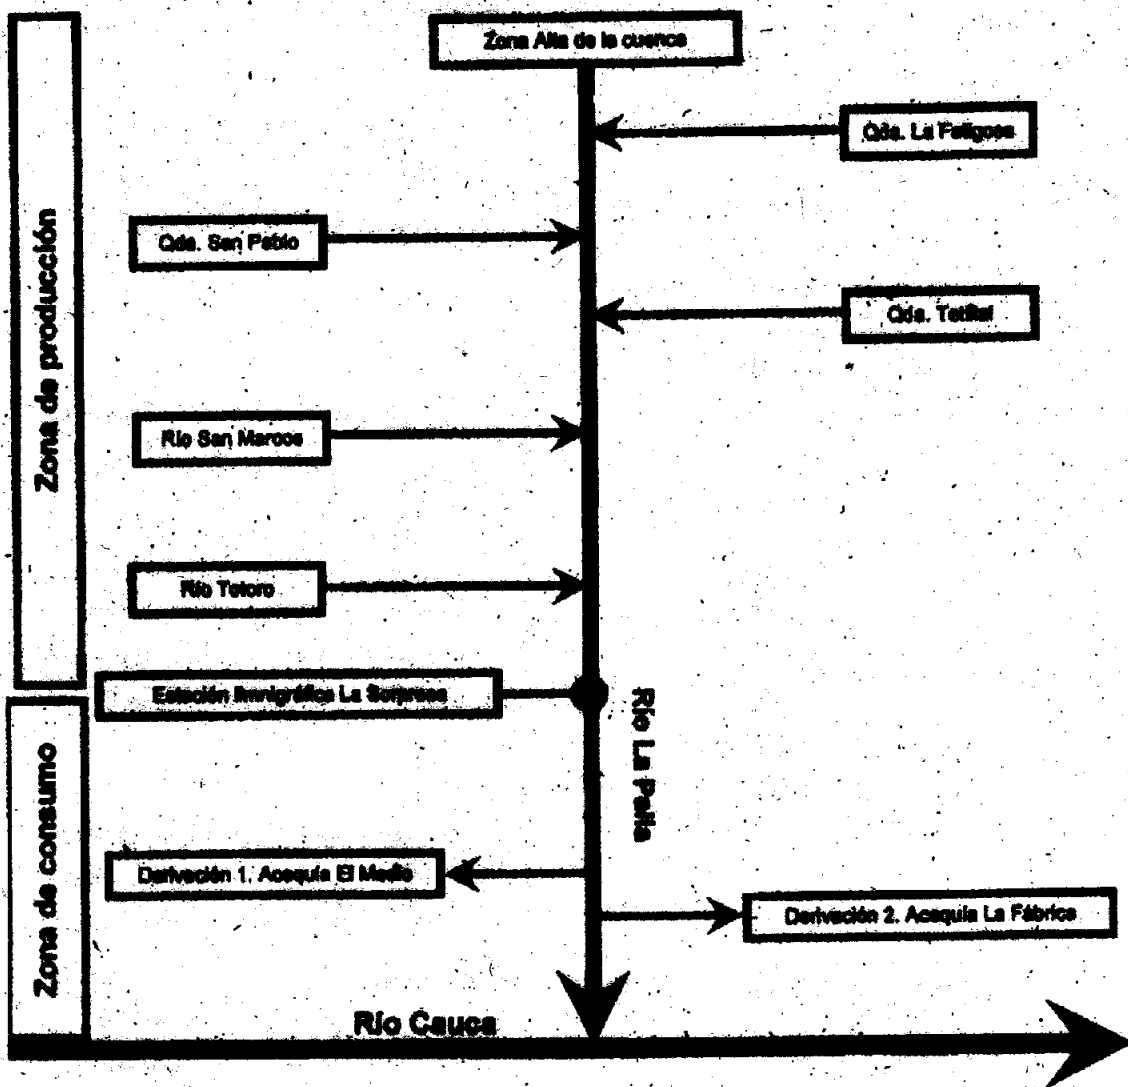 Zona Alta de la cuenca
Qda. La Fatigosa
Qda. San Pablo
Qda. Tetillal
Zona de producción
Río San Marcos
Río Totoro
Estación limnigráfica La Sorpresa
Río La Paila
Zona de consumo
Derivación 1. Acequia El Medio
Derivación 2. Acequia La Fábrica
Río Cauca